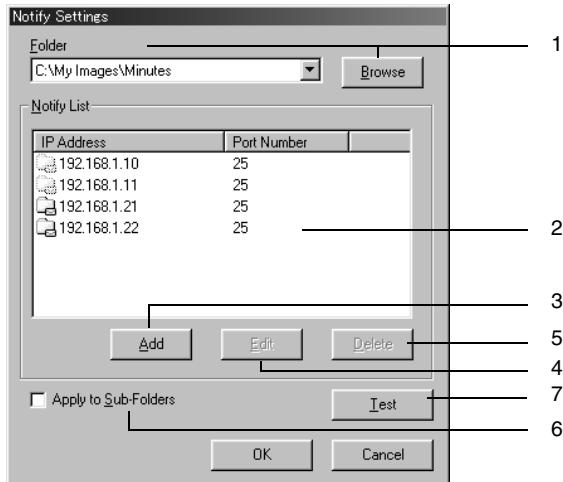 Notify Settings
Folder
1
C:\My Images\Minutes
Browse
Notify List
IP Address Port Number
192.168.1.10 25
192.168.1.11 25
192.168.1.21 25
192.168.1.22 25
2
3
Add Edit Delete
5
4
Apply to Sub-Folders
Test
7
6
OK Cancel